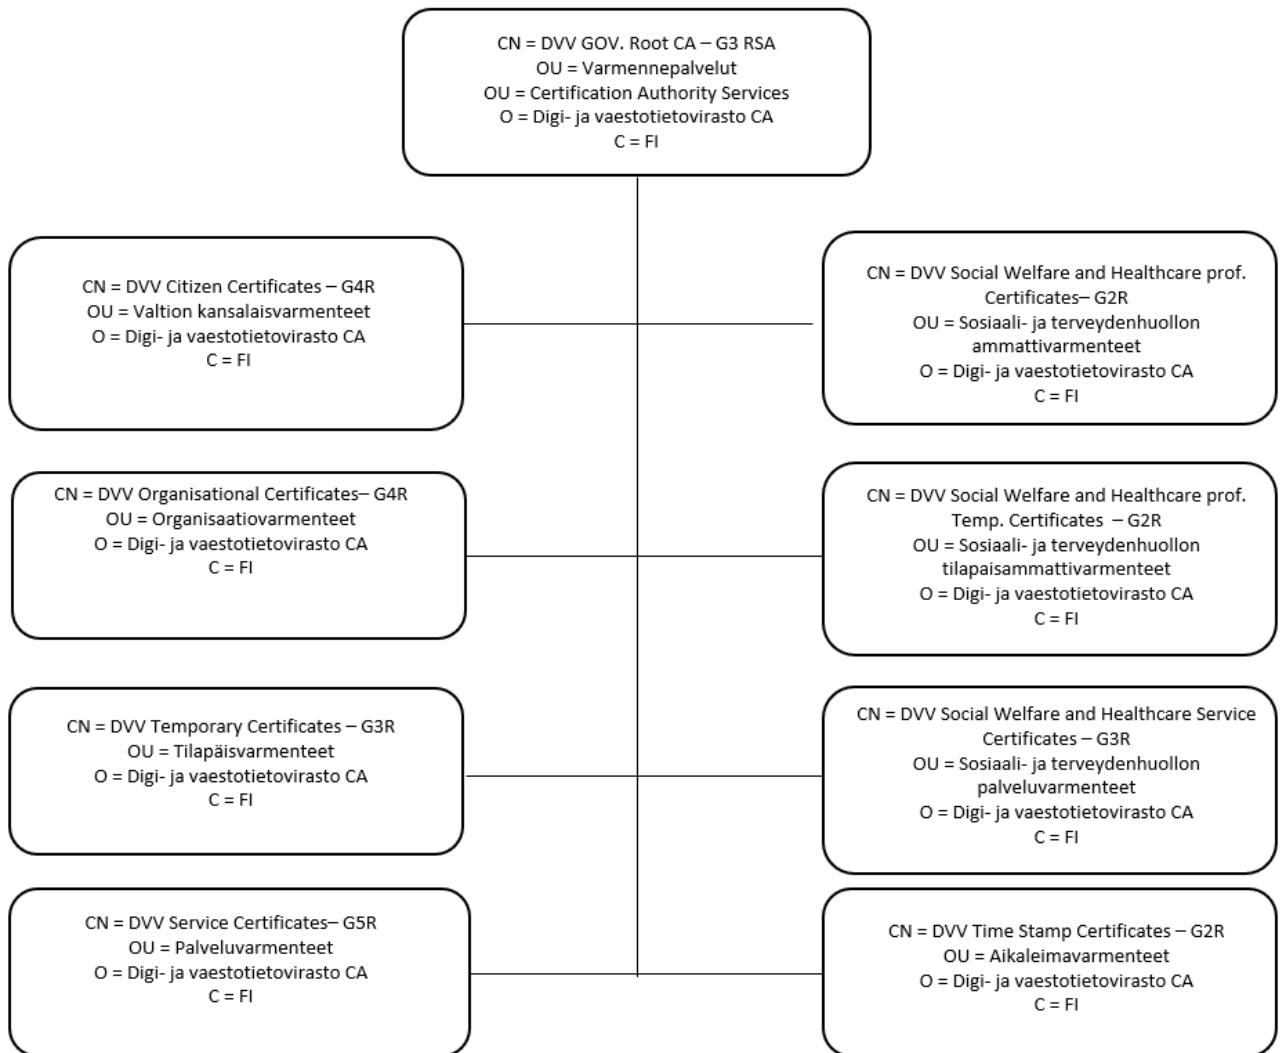 CN = DVV GOV. Root CA – G3 RSA
OU = Varmennepalvelut
OU = Certification Authority Services
O = Digi- ja vaestotietovirasto CA
C = FI
CN = DVV Citizen Certificates – G4R
OU = Valtion kansalaisvarmenteet
O = Digi- ja vaestotietovirasto CA
C = FI
CN = DVV Social Welfare and Healthcare prof.
Certificates– G2R
OU = Sosiaali- ja terveydenhuollon
ammattivarmenteet
O = Digi- ja vaestotietovirasto CA
C = FI
CN = DVV Organisational Certificates– G4R
OU = Organisaatiovarmenteet
O = Digi- ja vaestotietovirasto CA
C = FI
CN = DVV Social Welfare and Healthcare prof.
Temp. Certificates – G2R
OU = Sosiaali- ja terveydenhuollon
tilapaisammattivarmenteet
O = Digi- ja vaestotietovirasto CA
C = FI
CN = DVV Temporary Certificates – G3R
OU = Tilapäisvarmenteet
O = Digi- ja vaestotietovirasto CA
C = FI
CN = DVV Social Welfare and Healthcare Service
Certificates – G3R
OU = Sosiaali- ja terveydenhuollon
palveluvarmenteet
O = Digi- ja vaestotietovirasto CA
C = FI
CN = DVV Service Certificates– G5R
OU = Palveluvarmenteet
O = Digi- ja vaestotietovirasto CA
C = FI
CN = DVV Time Stamp Certificates – G2R
OU = Aikaleimavarmenteet
O = Digi- ja vaestotietovirasto CA
C = FI